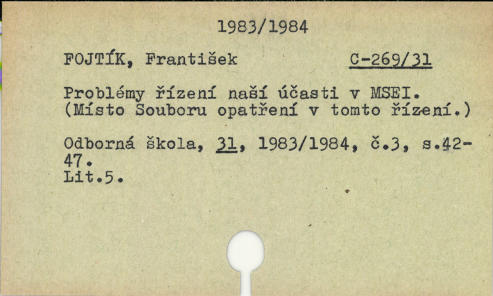 1983/1984
FOJTÍK, František C-269/31
Problémy řízení naší účasti v MSEI.
(Místo Souboru opatření v tomto řízení.)
Odborná škola, 31, 1983/1984, č.3, s.42-
47.
Lit.5.